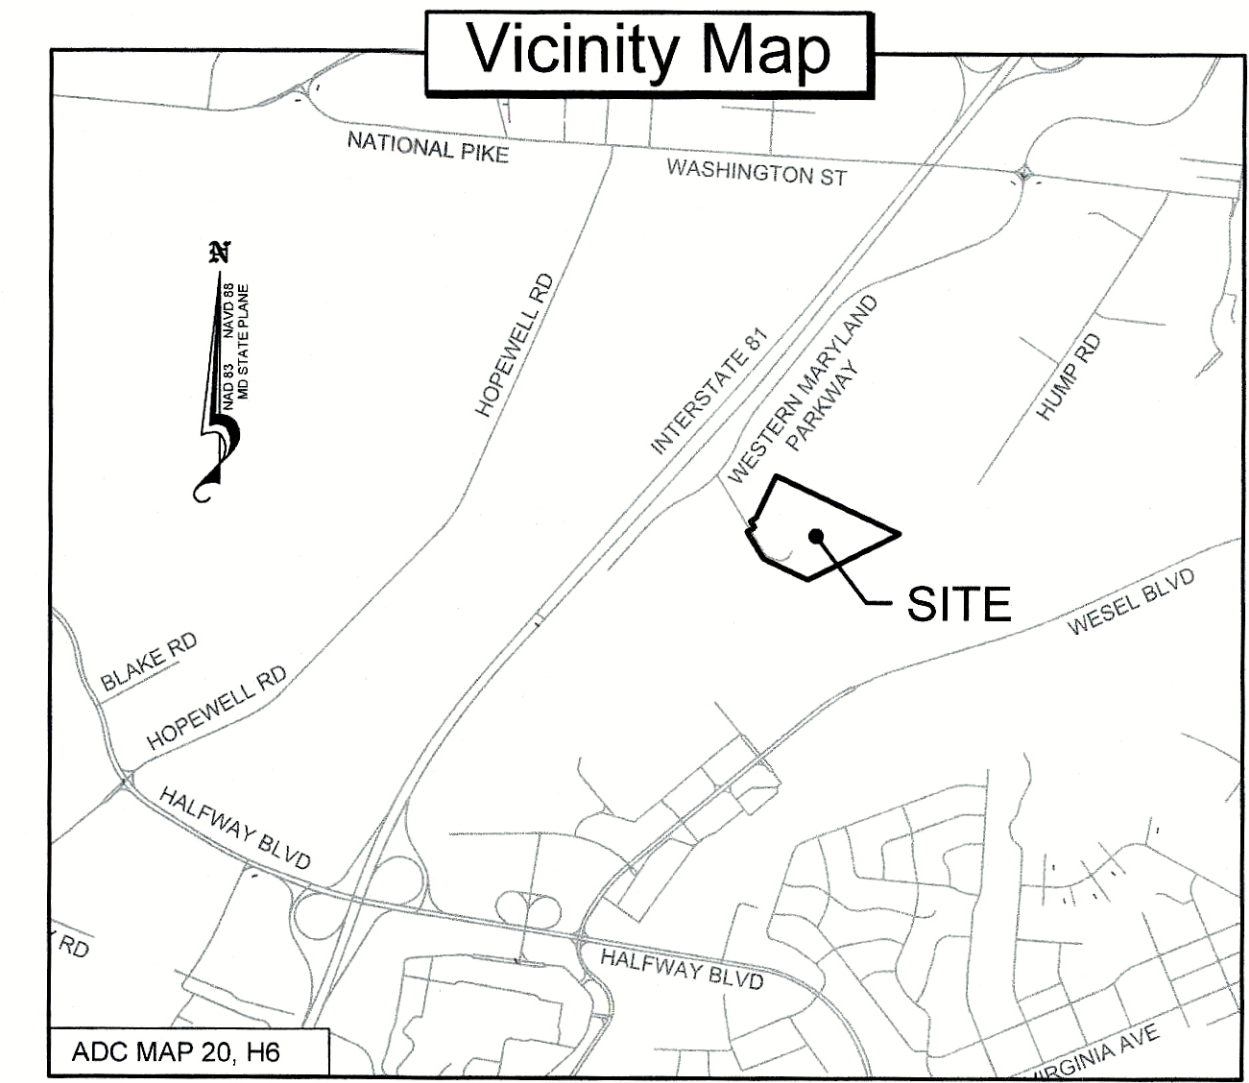 Vicinity Map
NATIONAL PIKE
WASHINGTON ST
N
NAD 83 NAVD 88
MD STATE PLANE
HOPEWELL RD
INTERSTATE 81
WESTERN MARYLAND
PARKWAY
HUMP RD
SITE
WESEL BLVD
BLAKE RD
HOPEWELL RD
HALFWAY BLVD
RD
HALFWAY BLVD
IRGINIA AVE
ADC MAP 20, H6